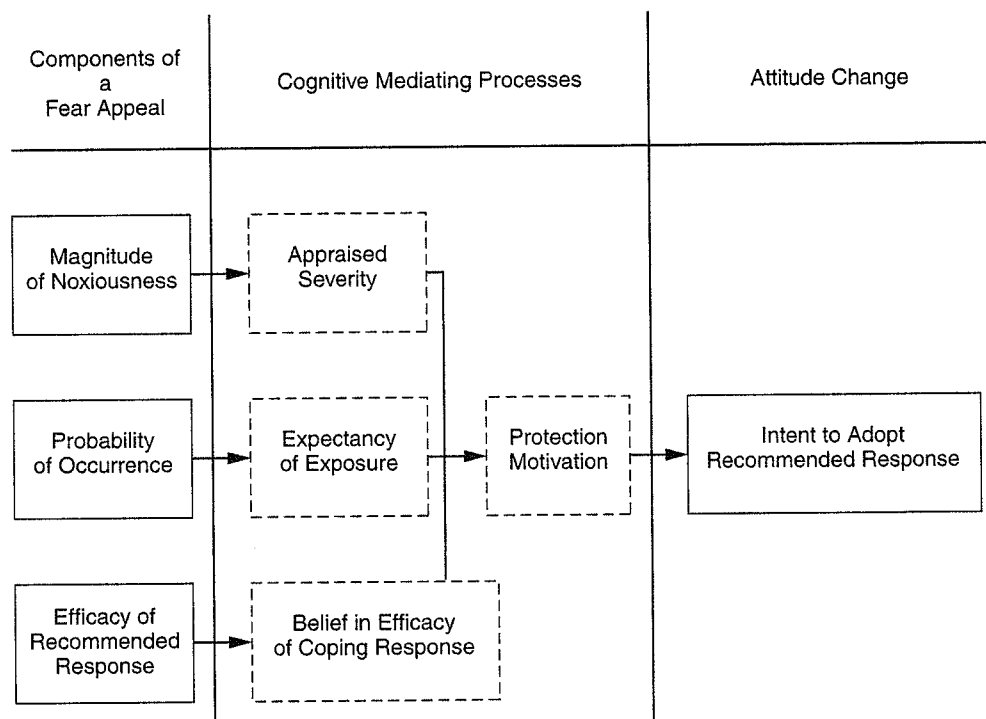 Components of
a
Fear Appeal
Cognitive Mediating Processes
Attitude Change
Magnitude
of Noxiousness
Appraised
Severity
Probability
of Occurrence
Expectancy
of Exposure
Protection
Motivation
Intent to Adopt
Recommended Response
Efficacy of
Recommended
Response
Belief in Efficacy
of Coping Response